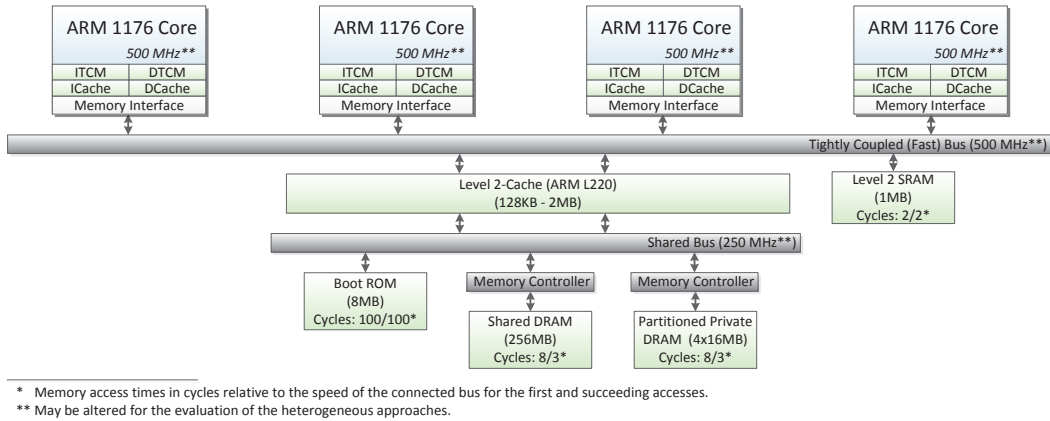 ARM 1176 Core
500 MHz**
ITCM DTCM
ICache DCache
Memory Interface
ARM 1176 Core
500 MHz**
ITCM DTCM
ICache DCache
Memory Interface
ARM 1176 Core
500 MHz**
ITCM DTCM
ICache DCache
Memory Interface
ARM 1176 Core
500 MHz**
ITCM DTCM
ICache DCache
Memory Interface
Tightly Coupled (Fast) Bus (500 MHz**)
Level 2-Cache (ARM L220)
(128KB - 2MB)
Level 2 SRAM
(1MB)
Cycles: 2/2*
Shared Bus (250 MHz**)
Boot ROM
(8MB)
Cycles: 100/100*
Memory Controller
Memory Controller
Shared DRAM
(256MB)
Cycles: 8/3*
Partitioned Private
DRAM (4x16MB)
Cycles: 8/3*
* Memory access times in cycles relative to the speed of the connected bus for the first and succeeding accesses.
** May be altered for the evaluation of the heterogeneous approaches.